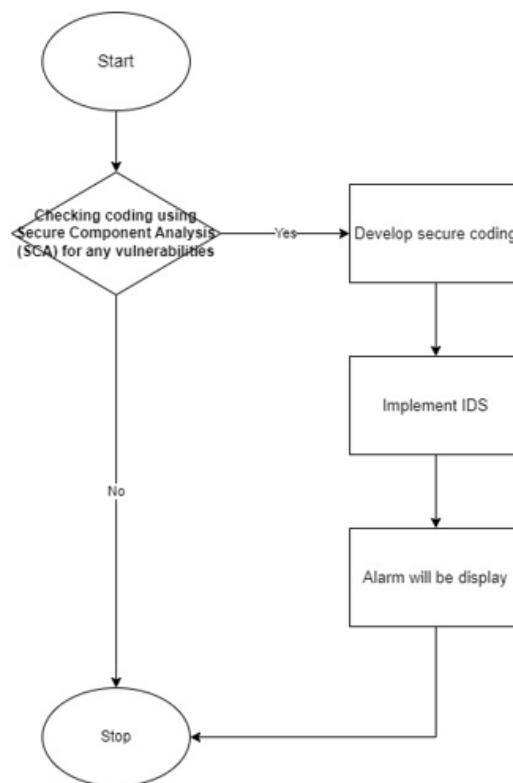 Start
Checking coding using
Secure Component Analysis
(SCA) for any vulnerabilities
Yes
Develop secure coding
Implement IDS
No
Alarm will be display
Stop